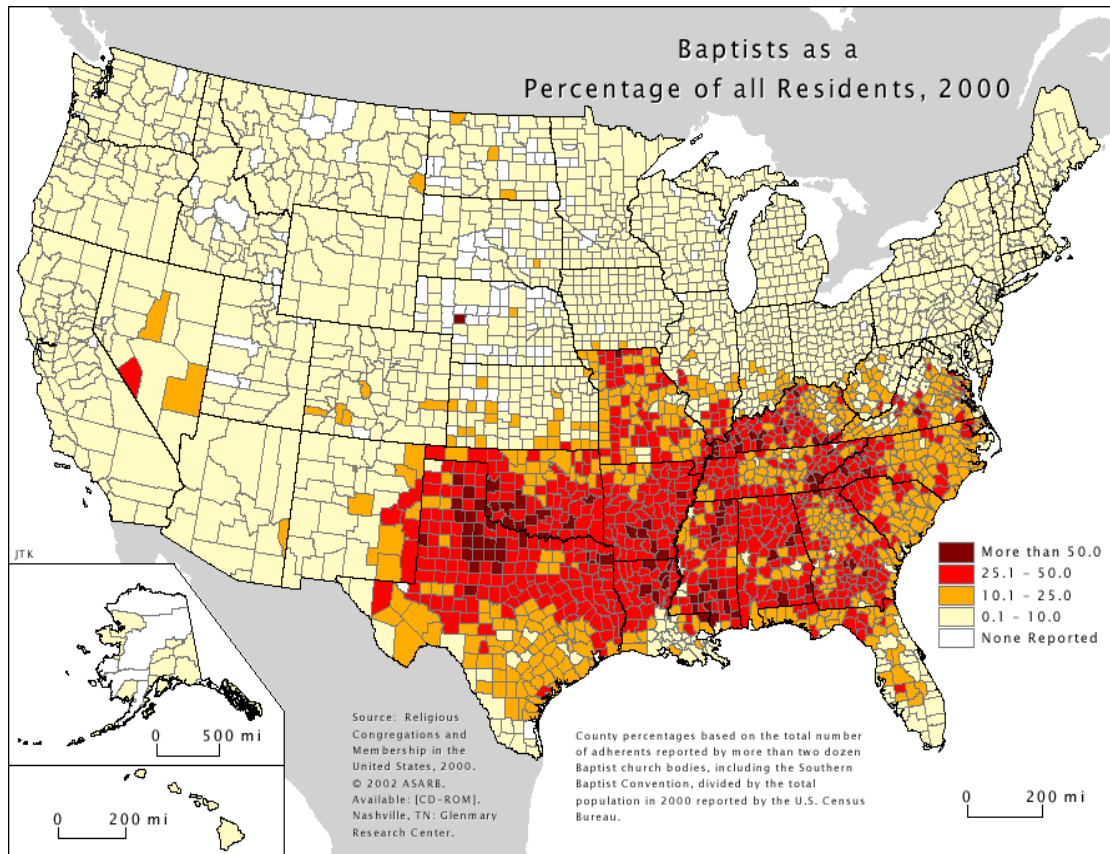 Baptists as a
Percentage of all Residents, 2000
JTK
More than 50.0
25.1 – 50.0
10.1 – 25.0
0.1 – 10.0
None Reported
0 500 mi
0 200 mi
Source: Religious
Congregations and
Membership in the
United States, 2000.
© 2002 ASARB.
Available: [CD-ROM].
Nashville, TN: Glenmary
Research Center.
County percentages based on the total number
of adherents reported by more than two dozen
Baptist church bodies, including the Southern
Baptist Convention, divided by the total
population in 2000 reported by the U.S. Census
Bureau.
0 200 mi